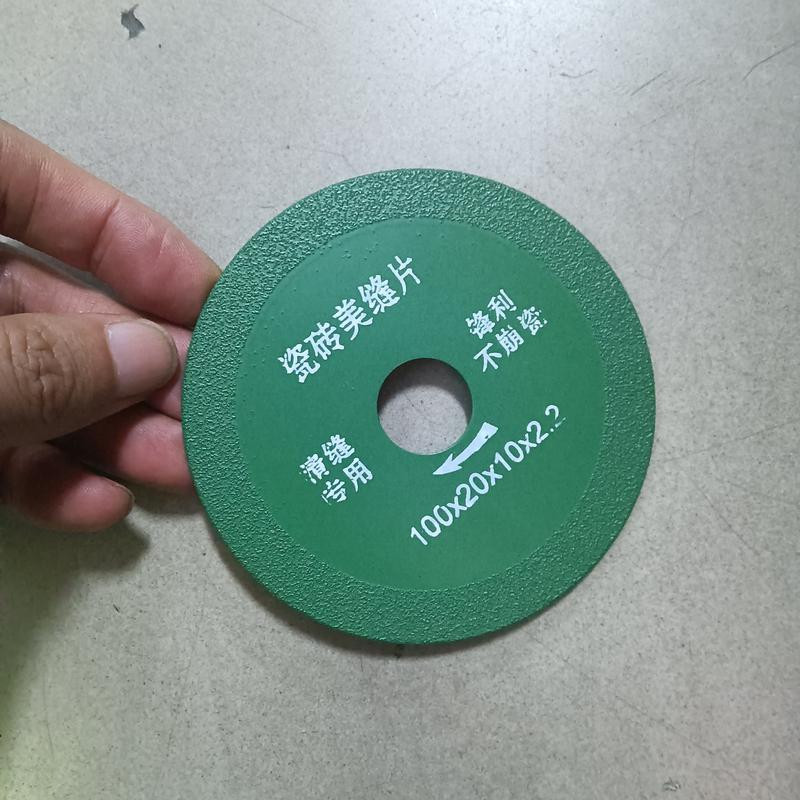 瓷砖美缝片
锋利
不崩瓷
清缝
专用
100x20x10x2.2